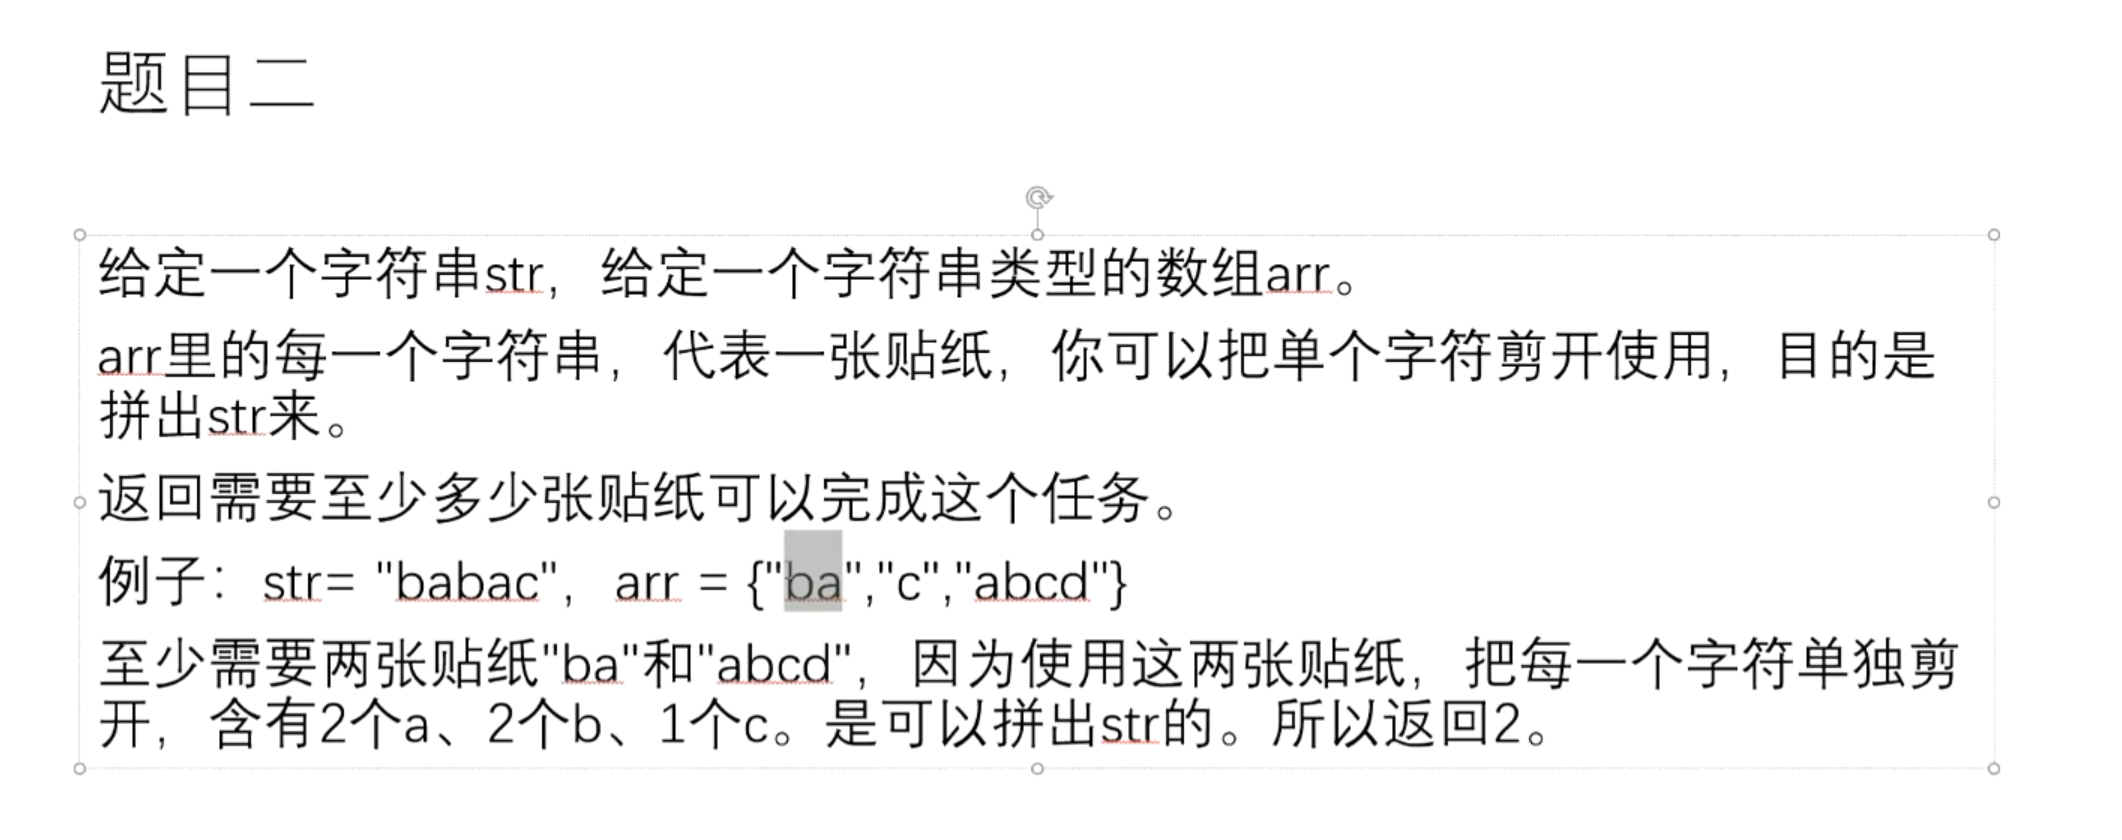 题目二
给定一个字符串str，给定一个字符串类型的数组arr。
arr里的每一个字符串，代表一张贴纸，你可以把单个字符剪开使用，目的是
拼出str来。
返回需要至少多少张贴纸可以完成这个任务。
例子：str= "babac"，arr = {"ba","c","abcd"}
至少需要两张贴纸"ba"和"abcd"，因为使用这两张贴纸，把每一个字符单独剪
开，含有2个a、2个b、1个c。是可以拼出str的。所以返回2。